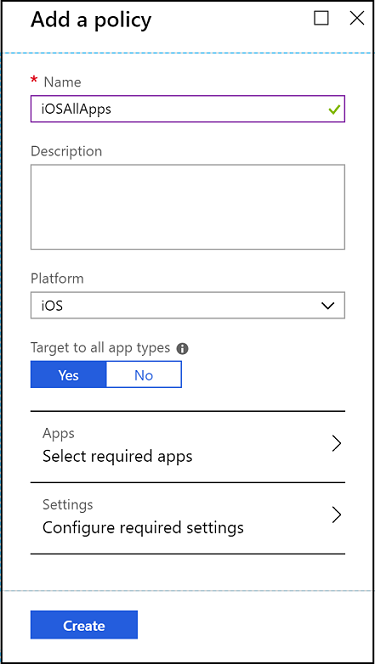 Add a policy
* Name
iOSAllApps
Description
Platform
iOS
Target to all app types
Yes No
Apps
Select required apps
Settings
Configure required settings
Create